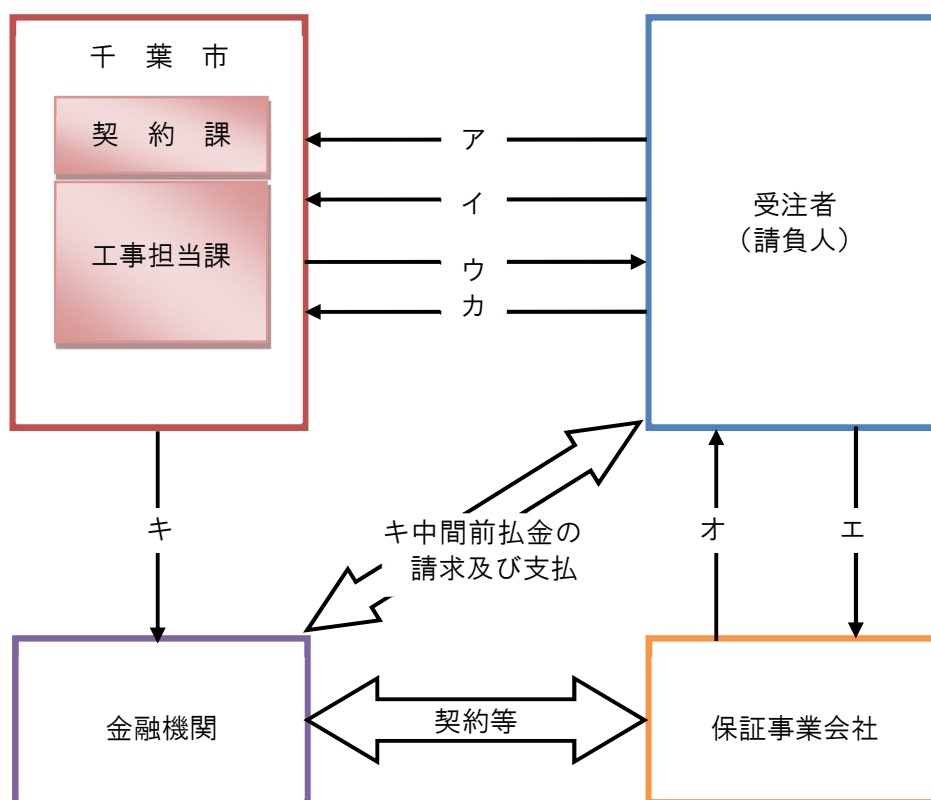 千 葉 市
契 約 課
工事担当課
受注者
（請負人）
ア
イ
ウ
カ
キ
キ中間前払金の
請求及び支払
オ
エ
金融機関
契約等
保証事業会社